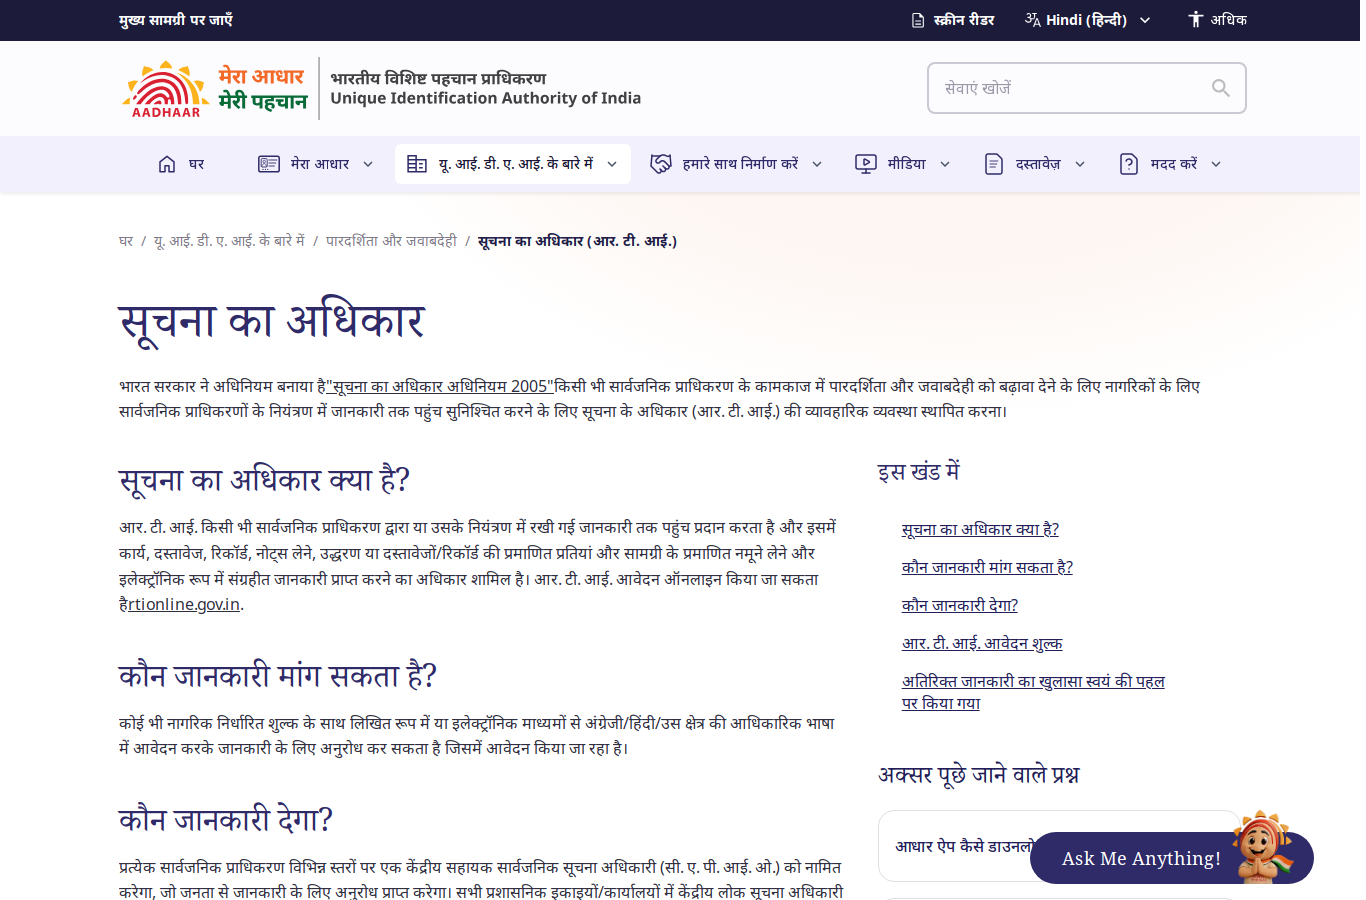 मुख्य सामग्री पर जाएँ
स्क्रीन रीडर
Hindi (हिन्दी)
अधिक
AADHAAR
मेरा आधार
मेरी पहचान
भारतीय विशिष्ट पहचान प्राधिकरण
Unique Identification Authority of India
सेवाएं खोजें
घर
मेरा आधार
यू. आई. डी. ए. आई. के बारे में
हमारे साथ निर्माण करें
मीडिया
दस्तावेज़
मदद करें
घर / यू. आई. डी. ए. आई. के बारे में / पारदर्शिता और जवाबदेही / सूचना का अधिकार (आर. टी. आई.)
सूचना का अधिकार
भारत सरकार ने अधिनियम बनाया है"सूचना का अधिकार अधिनियम 2005"किसी भी सार्वजनिक प्राधिकरण के कामकाज में पारदर्शिता और जवाबदेही को बढ़ावा देने के लिए नागरिकों के लिए
सार्वजनिक प्राधिकरणों के नियंत्रण में जानकारी तक पहुंच सुनिश्चित करने के लिए सूचना के अधिकार (आर. टी. आई.) की व्यावहारिक व्यवस्था स्थापित करना।
सूचना का अधिकार क्या है?
आर. टी. आई. किसी भी सार्वजनिक प्राधिकरण द्वारा या उसके नियंत्रण में रखी गई जानकारी तक पहुंच प्रदान करता है और इसमें
कार्य, दस्तावेज, रिकॉर्ड, नोट्स लेने, उद्धरण या दस्तावेजों/रिकॉर्ड की प्रमाणित प्रतियां और सामग्री के प्रमाणित नमूने लेने और
इलेक्ट्रॉनिक रूप में संग्रहीत जानकारी प्राप्त करने का अधिकार शामिल है। आर. टी. आई. आवेदन ऑनलाइन किया जा सकता
हैrtionline.gov.in.
कौन जानकारी मांग सकता है?
कोई भी नागरिक निर्धारित शुल्क के साथ लिखित रूप में या इलेक्ट्रॉनिक माध्यमों से अंग्रेजी/हिंदी/उस क्षेत्र की आधिकारिक भाषा
में आवेदन करके जानकारी के लिए अनुरोध कर सकता है जिसमें आवेदन किया जा रहा है।
कौन जानकारी देगा?
प्रत्येक सार्वजनिक प्राधिकरण विभिन्न स्तरों पर एक केंद्रीय सहायक सार्वजनिक सूचना अधिकारी (सी. ए. पी. आई. ओ.) को नामित
करेगा, जो जनता से जानकारी के लिए अनुरोध प्राप्त करेगा। सभी प्रशासनिक इकाइयों/कार्यालयों में केंद्रीय लोक सूचना अधिकारी
इस खंड में
सूचना का अधिकार क्या है?
कौन जानकारी मांग सकता है?
कौन जानकारी देगा?
आर. टी. आई. आवेदन शुल्क
अतिरिक्त जानकारी का खुलासा स्वयं की पहल
पर किया गया
अक्सर पूछे जाने वाले प्रश्न
आधार ऐप कैसे डाउनलो
Ask Me Anything!